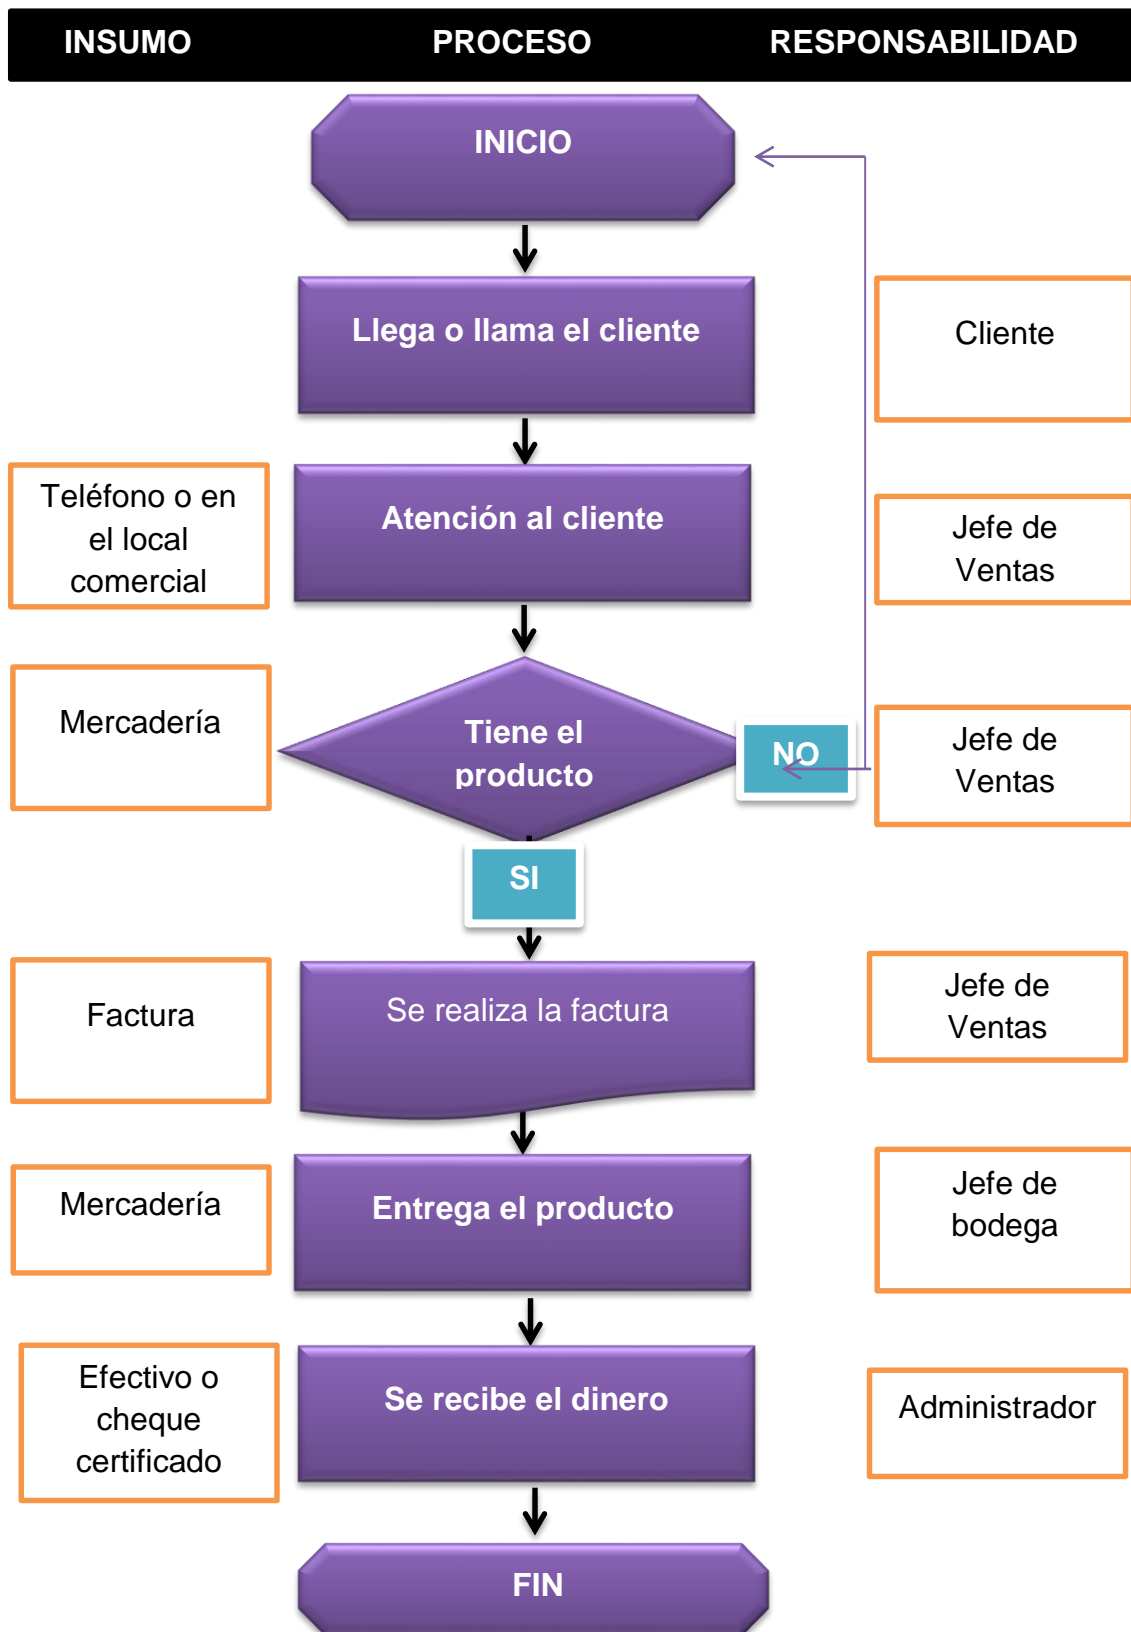 INSUMO PROCESO RESPONSABILIDAD
INICIO
Llega o llama el cliente
Cliente
Teléfono o en
el local
comercial
Atención al cliente
Jefe de
Ventas
Mercadería
Tiene el
producto
NO
Jefe de
Ventas
SI
Factura
Se realiza la factura
Jefe de
Ventas
Mercadería
Entrega el producto
Jefe de
bodega
Efectivo o
cheque
certificado
Se recibe el dinero
Administrador
FIN